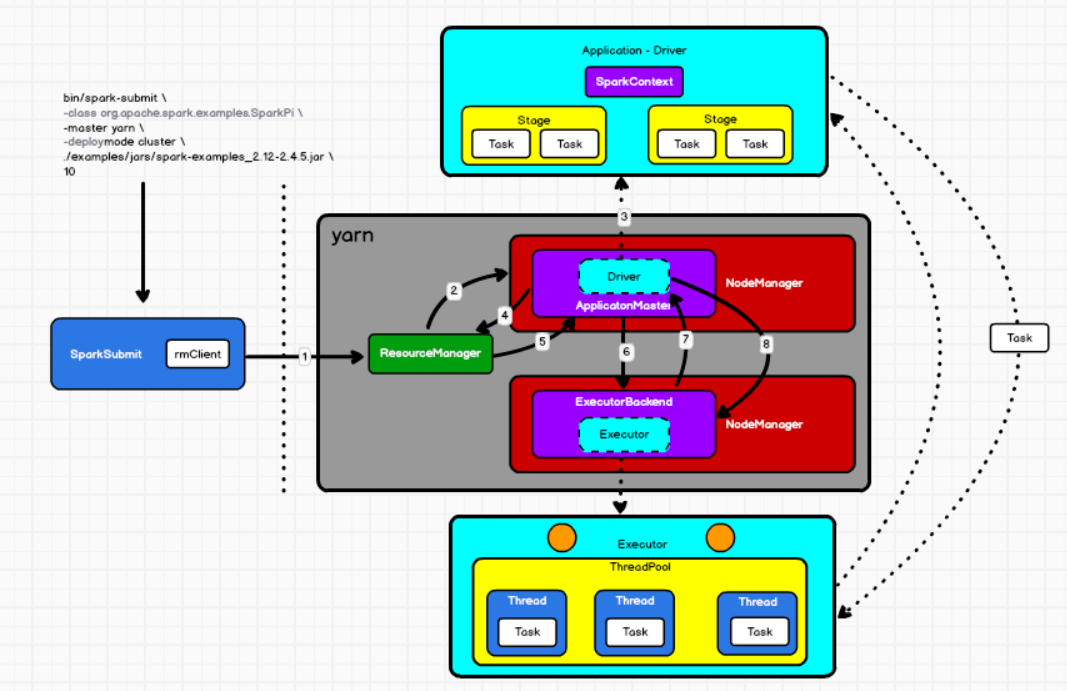 Application - Driver
SparkContext
Stage
Task
Task
Stage
Task
Task
bin/spark-submit \
-class org.apache.spark.examples.SparkPi \
-master yarn \
-deploymode cluster \
./examples/jars/spark-examples_2.12-2.4.5.jar \
10
3
yarn
Driver
NodeManager
ApplicatonMaster
2
4
5
SparkSubmit
rmClient
1
ResourceManager
6
7
8
Task
ExecutorBackend
Executor
NodeManager
Executor
ThreadPool
Thread
Task
Thread
Task
Thread
Task